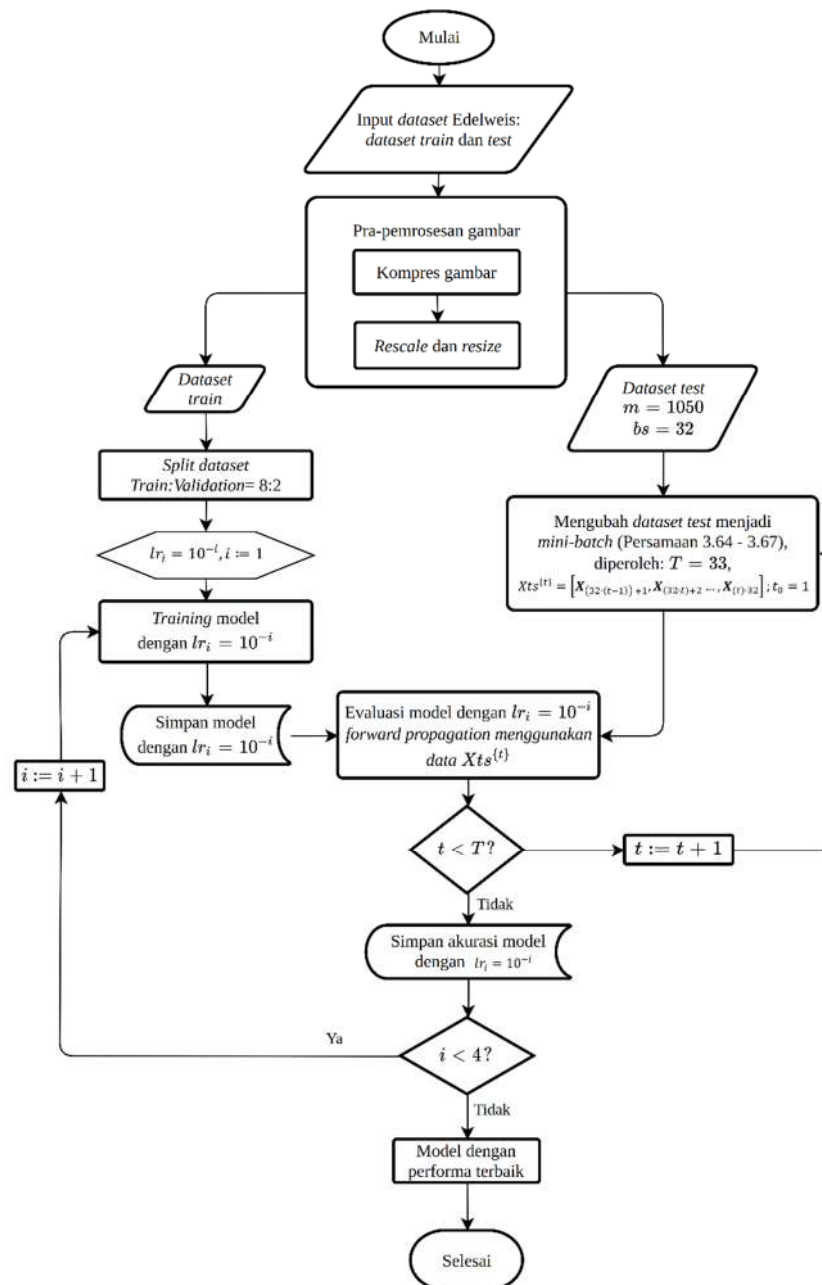 Mulai
Input dataset Edelweis:
dataset train dan test
Pra-pemrosesan gambar
Kompres gambar
Rescale dan resize
Dataset
train
Split dataset
Train:Validation= 8:2
lr_i = 10^{-i}, i := 1
Training model
dengan lr_i = 10^{-i}
Simpan model
dengan lr_i = 10^{-i}
i := i + 1
Dataset test
m = 1050
bs = 32
Mengubah dataset test menjadi
mini-batch (Persamaan 3.64 - 3.67),
diperoleh: T = 33,
Xts^{\{t\}} = [X_{(32·(t−1))+1}, X_{(32·t)+2} ..., X_{(t)·32}] ; t_0 = 1
Evaluasi model dengan lr_i = 10^{-i}
forward propagation menggunakan
data Xts^{\{t\}}
t < T?
t := t + 1
Tidak
Simpan akurasi model
dengan lr_i = 10^{-i}
i < 4?
Ya
Tidak
Model dengan
performa terbaik
Selesai